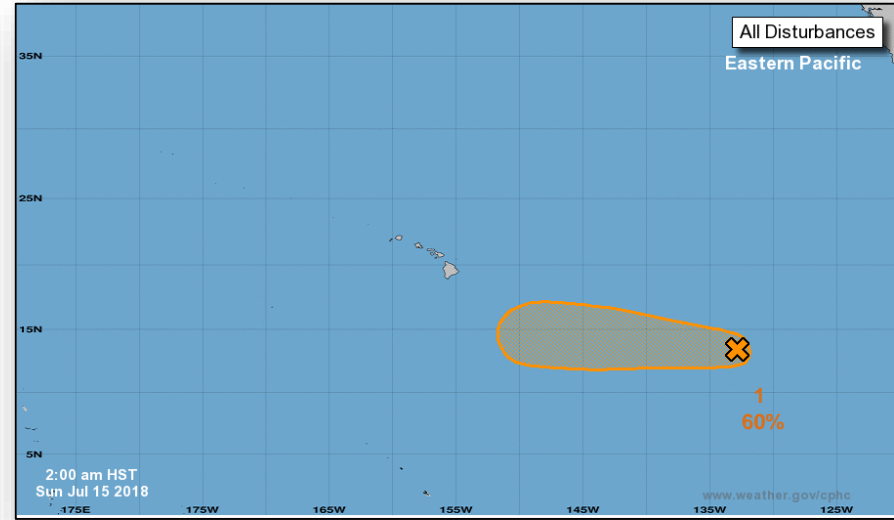 All Disturbances
Eastern Pacific
35N
25N
15N
1
60%
5N
2:00 am HST
Sun Jul 15 2018
www.weather.gov/cphc
175E 175W 165W 155W 145W 135W 125W